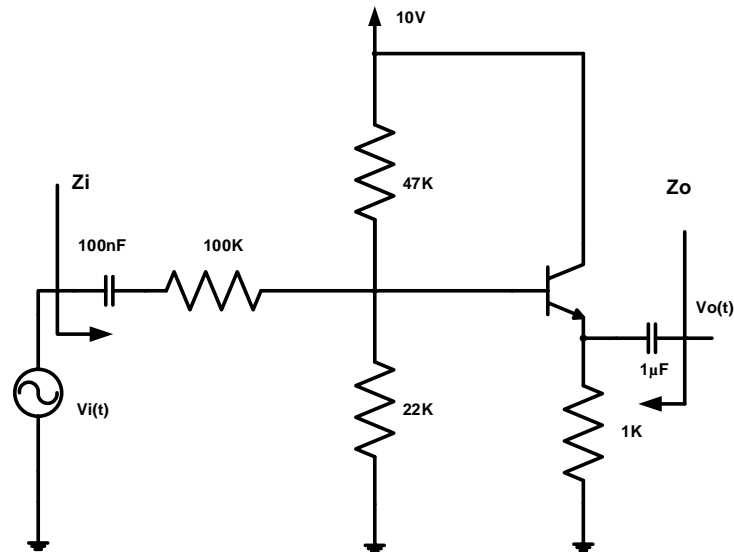 10V
47K
Zi
Zo
100nF
100K
Vo(t)
1μF
Vi(t)
22K
1K